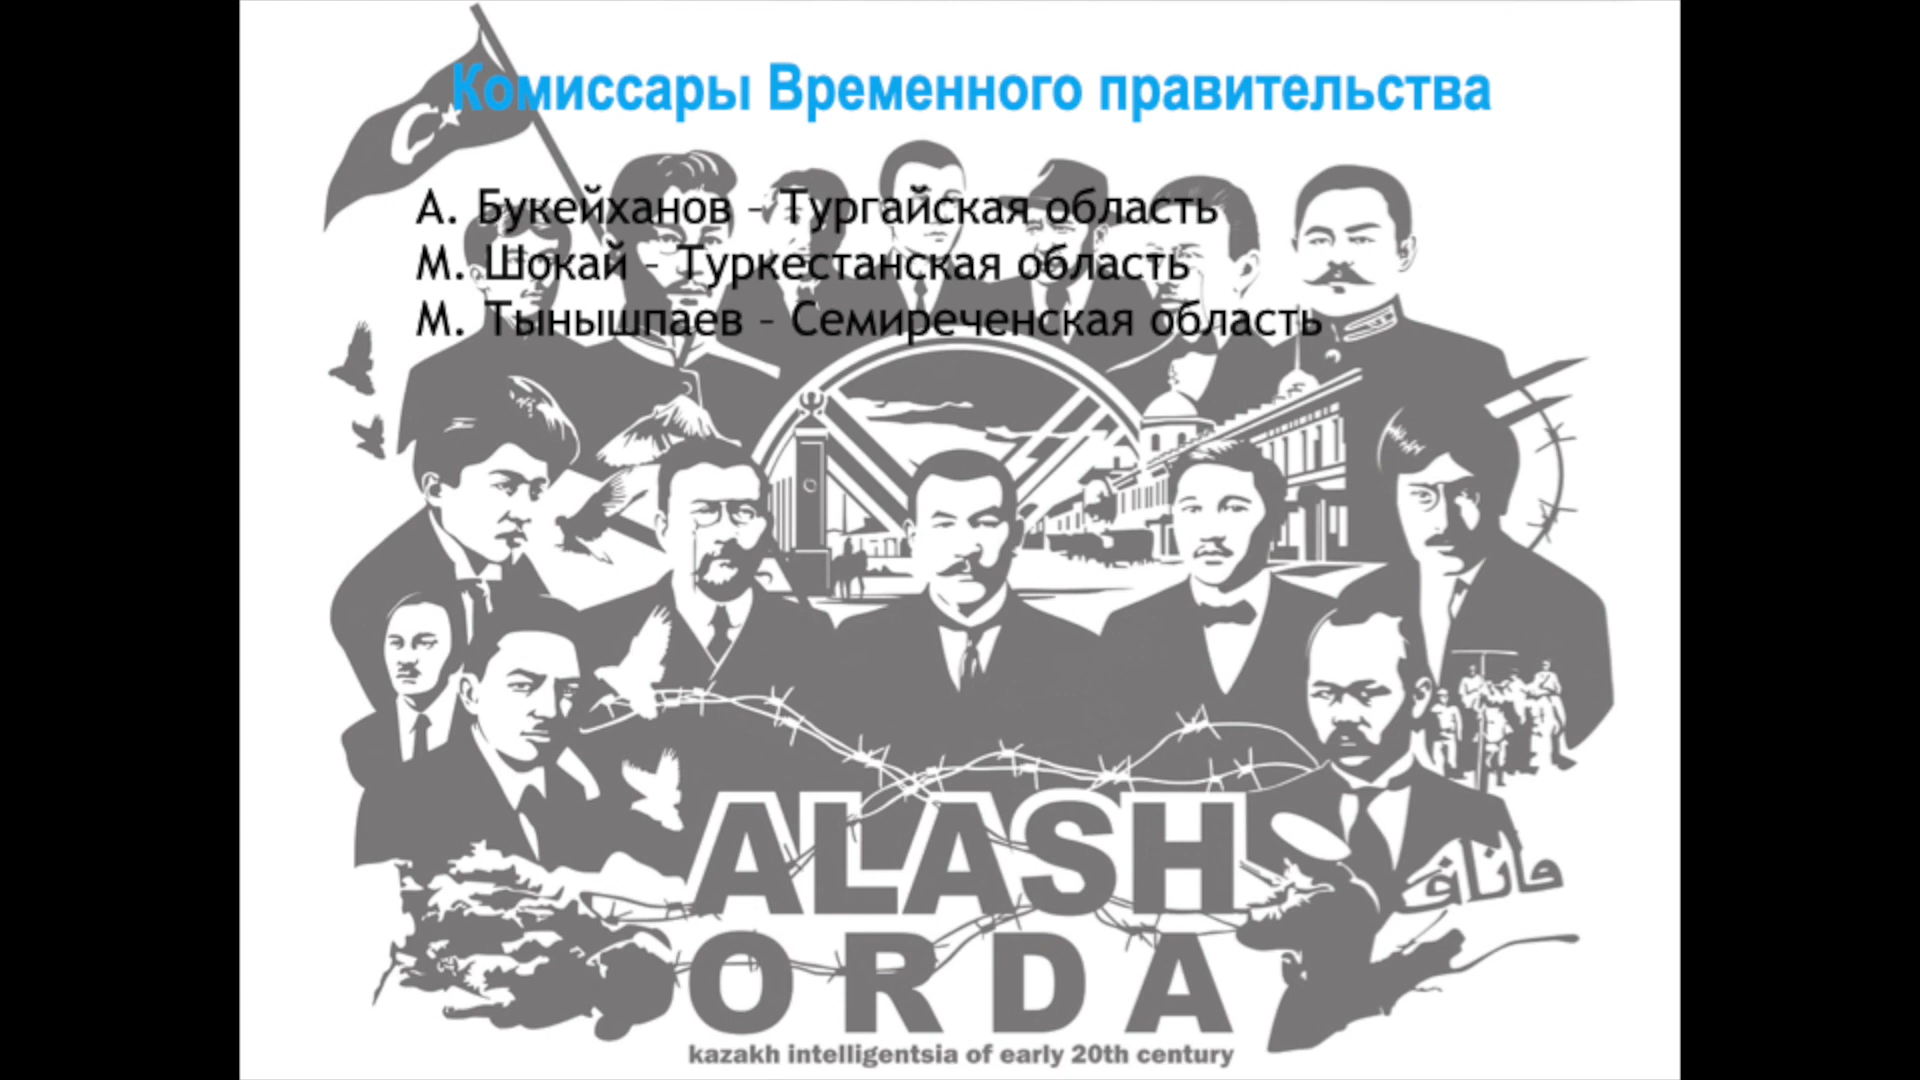 Комиссары Временного правительства
А. Букейханов – Тургайская область
М. Шокай – Туркестанская область
М. Тынышпаев – Семиреченская область
ALASH
ORDA
kazakh intelligentsia of early 20th century